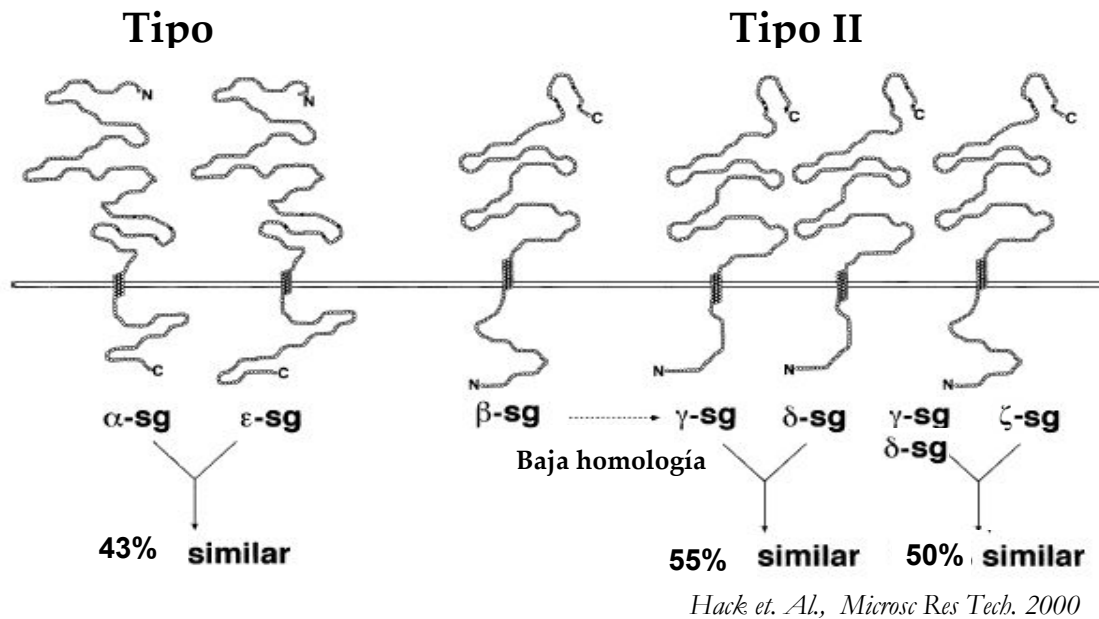 Tipo
Tipo II
N
N
C
C
C
C
C
C
N
N
N
N
α-sg
ε-sg
β-sg
γ-sg
δ-sg
γ-sg
ζ-sg
δ-sg
Baja homología
43% similar
55% similar
50% similar
Hack et. Al., Microsc Res Tech. 2000